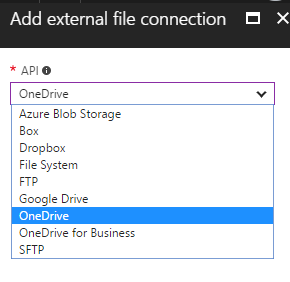 Add external file connection
* API
OneDrive
Azure Blob Storage
Box
Dropbox
File System
FTP
Google Drive
OneDrive
OneDrive for Business
SFTP